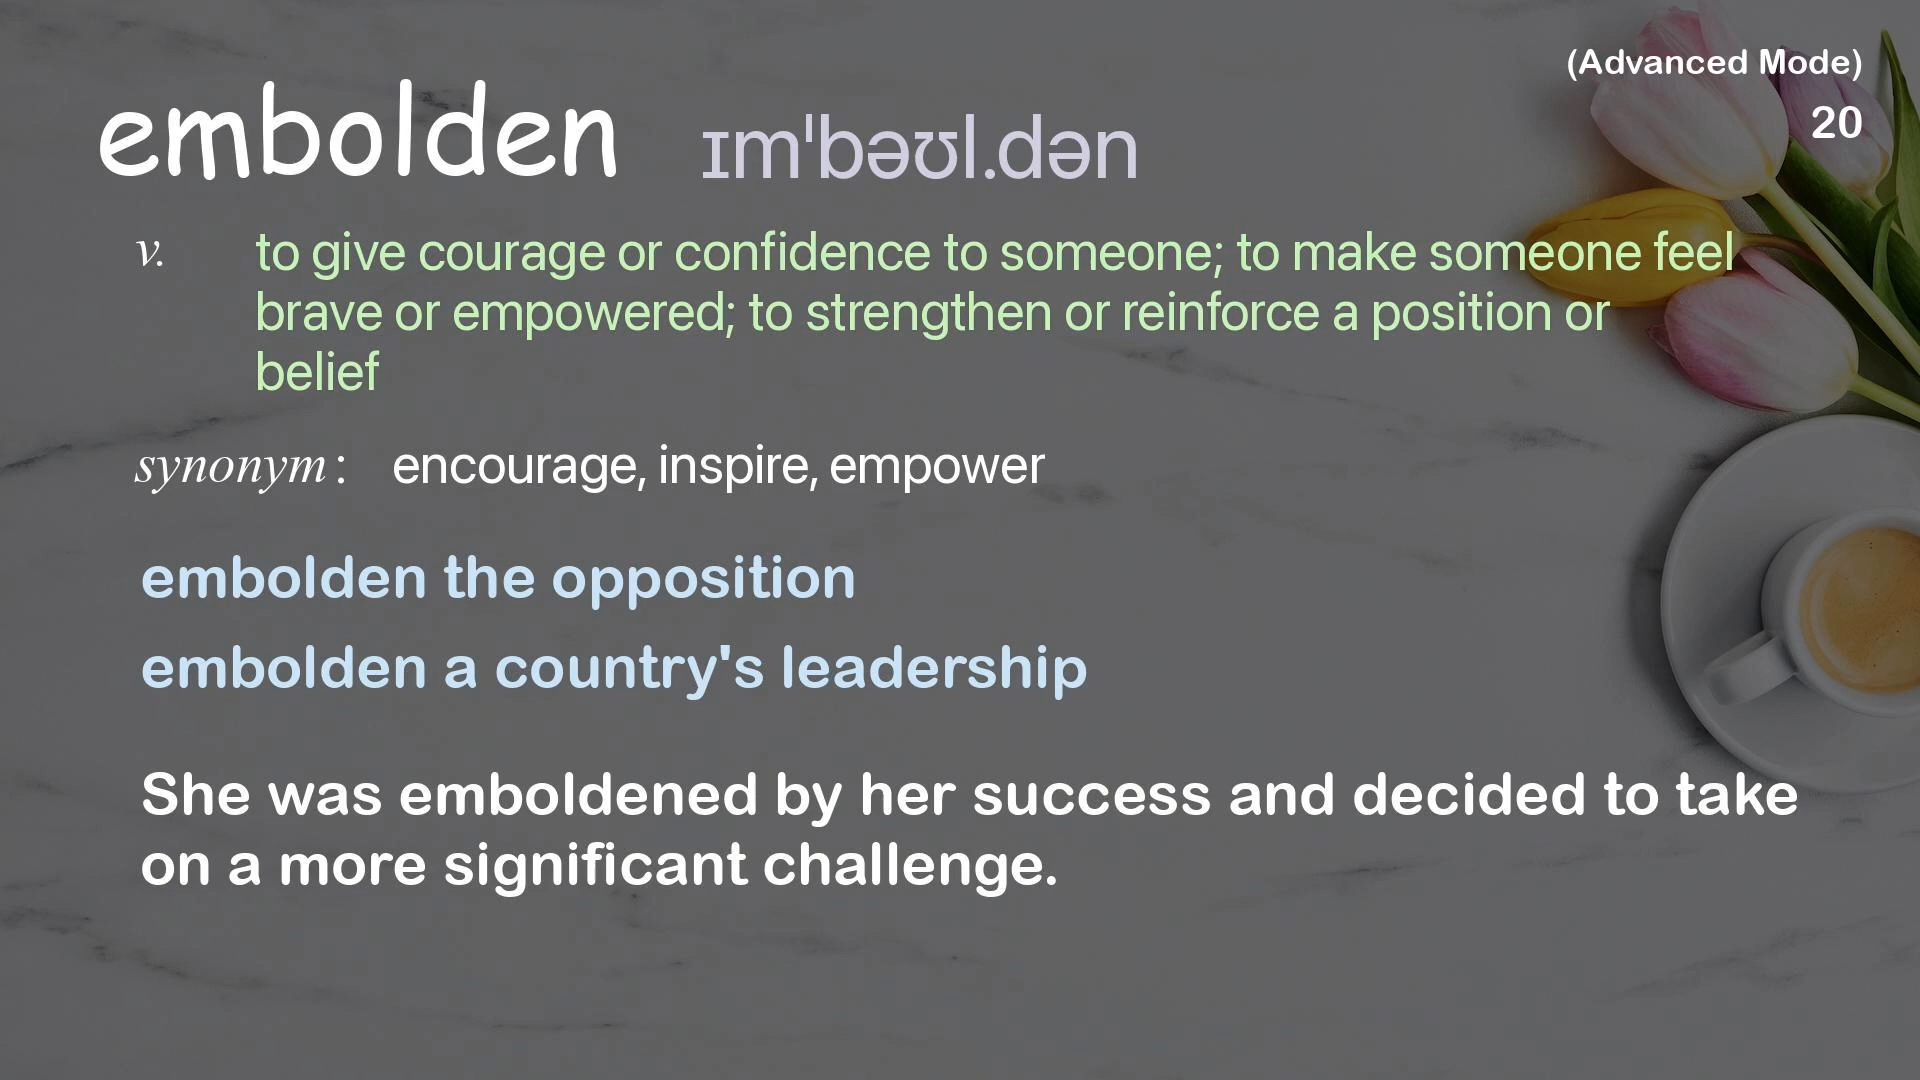 (Advanced Mode)
20
embolden ɪmˈbəʊl.dən
v. to give courage or confidence to someone; to make someone feel
brave or empowered; to strengthen or reinforce a position or
belief
synonym : encourage, inspire, empower
embolden the opposition
embolden a country's leadership
She was emboldened by her success and decided to take
on a more significant challenge.